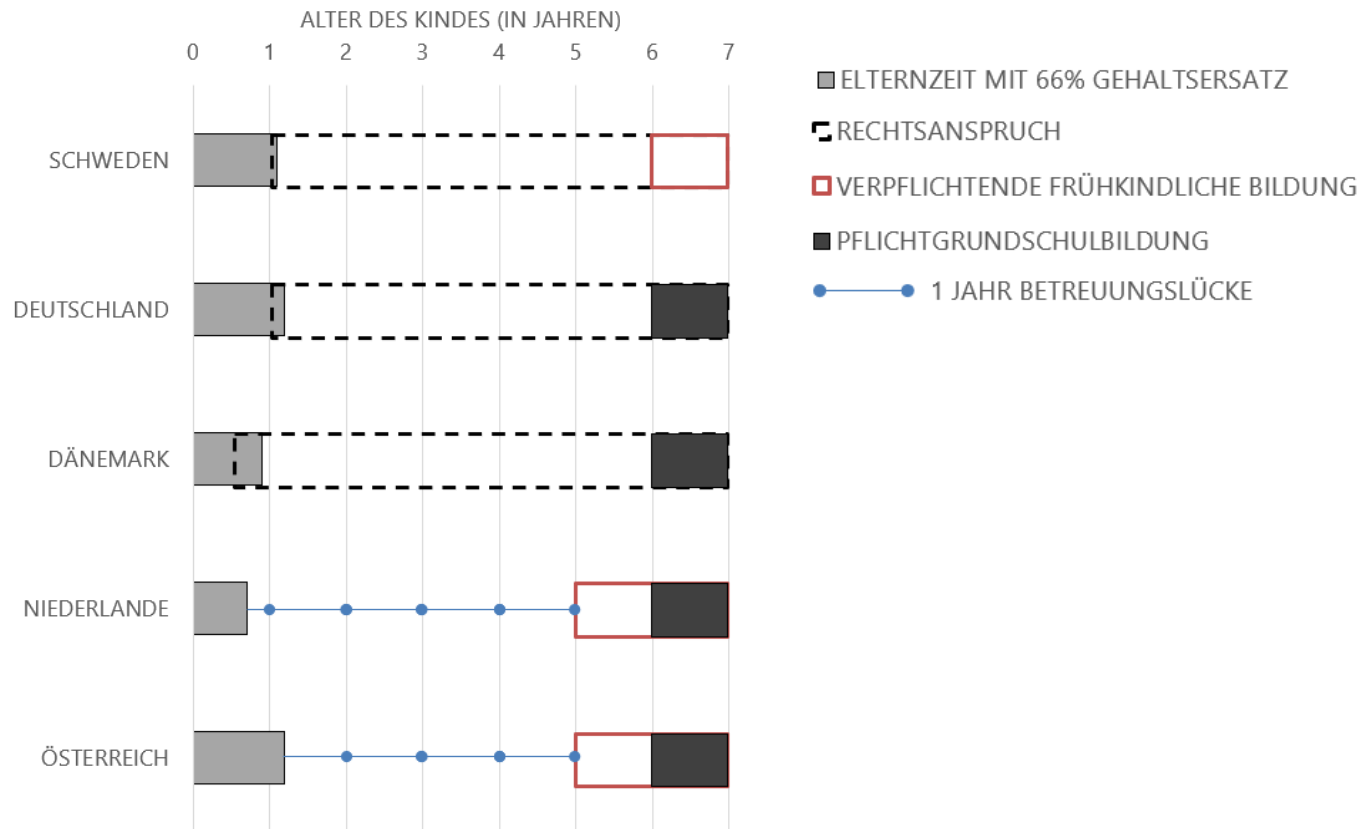 ALTER DES KINDES (IN JAHREN)
0 1 2 3 4 5 6 7
SCHWEDEN
DEUTSCHLAND
DÄNEMARK
NIEDERLANDE
ÖSTERREICH
ELTERNZEIT MIT 66% GEHALTSERSATZ
RECHTSANSPRUCH
VERPFLICHTENDE FRÜHKINDLICHE BILDUNG
PFLICHTGRUNDSCHULBILDUNG
1 JAHR BETREUUNGSLÜCKE